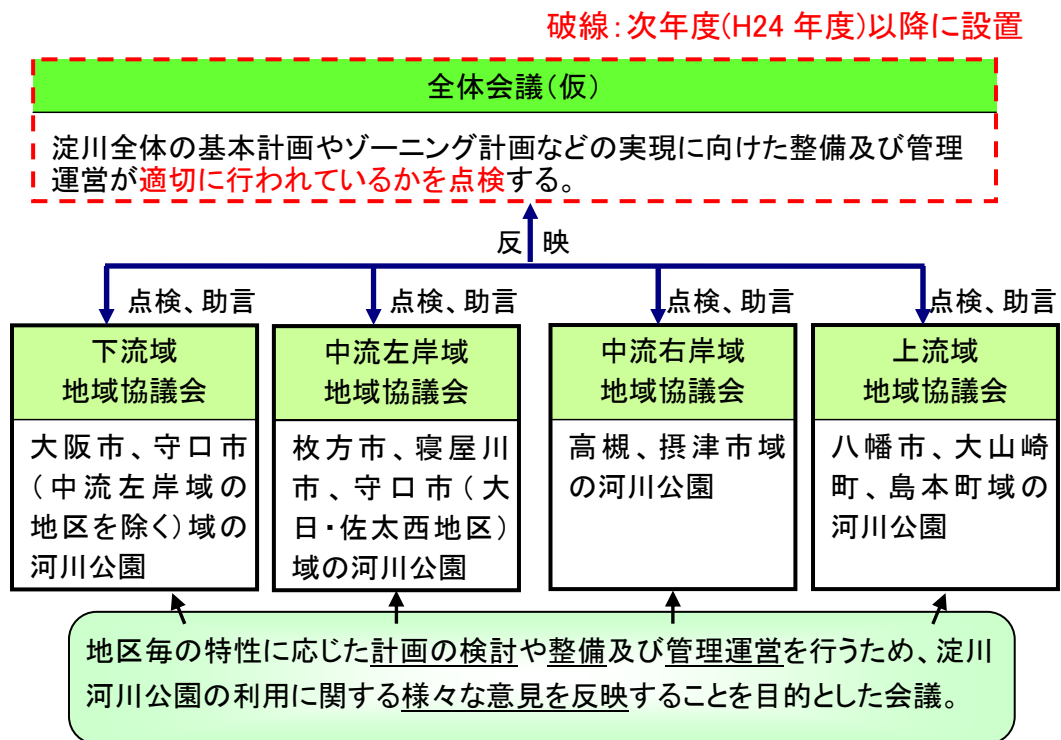 破線：次年度(H24 年度)以降に設置
全体会議（仮）
淀川全体の基本計画やゾーニング計画などの実現に向けた整備及び管理
運営が適切に行われているかを点検する。
反映
点検、助言
点検、助言
点検、助言
点検、助言
下流域
地域協議会
大阪市、守口市
（中流左岸域の
地区を除く）域の
河川公園
中流左岸域
地域協議会
枚方市、寝屋川
市、守口市（大
日・佐太西地区）
域の河川公園
中流右岸域
地域協議会
高槻、摂津市域
の河川公園
上流域
地域協議会
八幡市、大山崎
町、島本町域の
河川公園
地区毎の特性に応じた計画の検討や整備及び管理運営を行うため、淀川
河川公園の利用に関する様々な意見を反映することを目的とした会議。